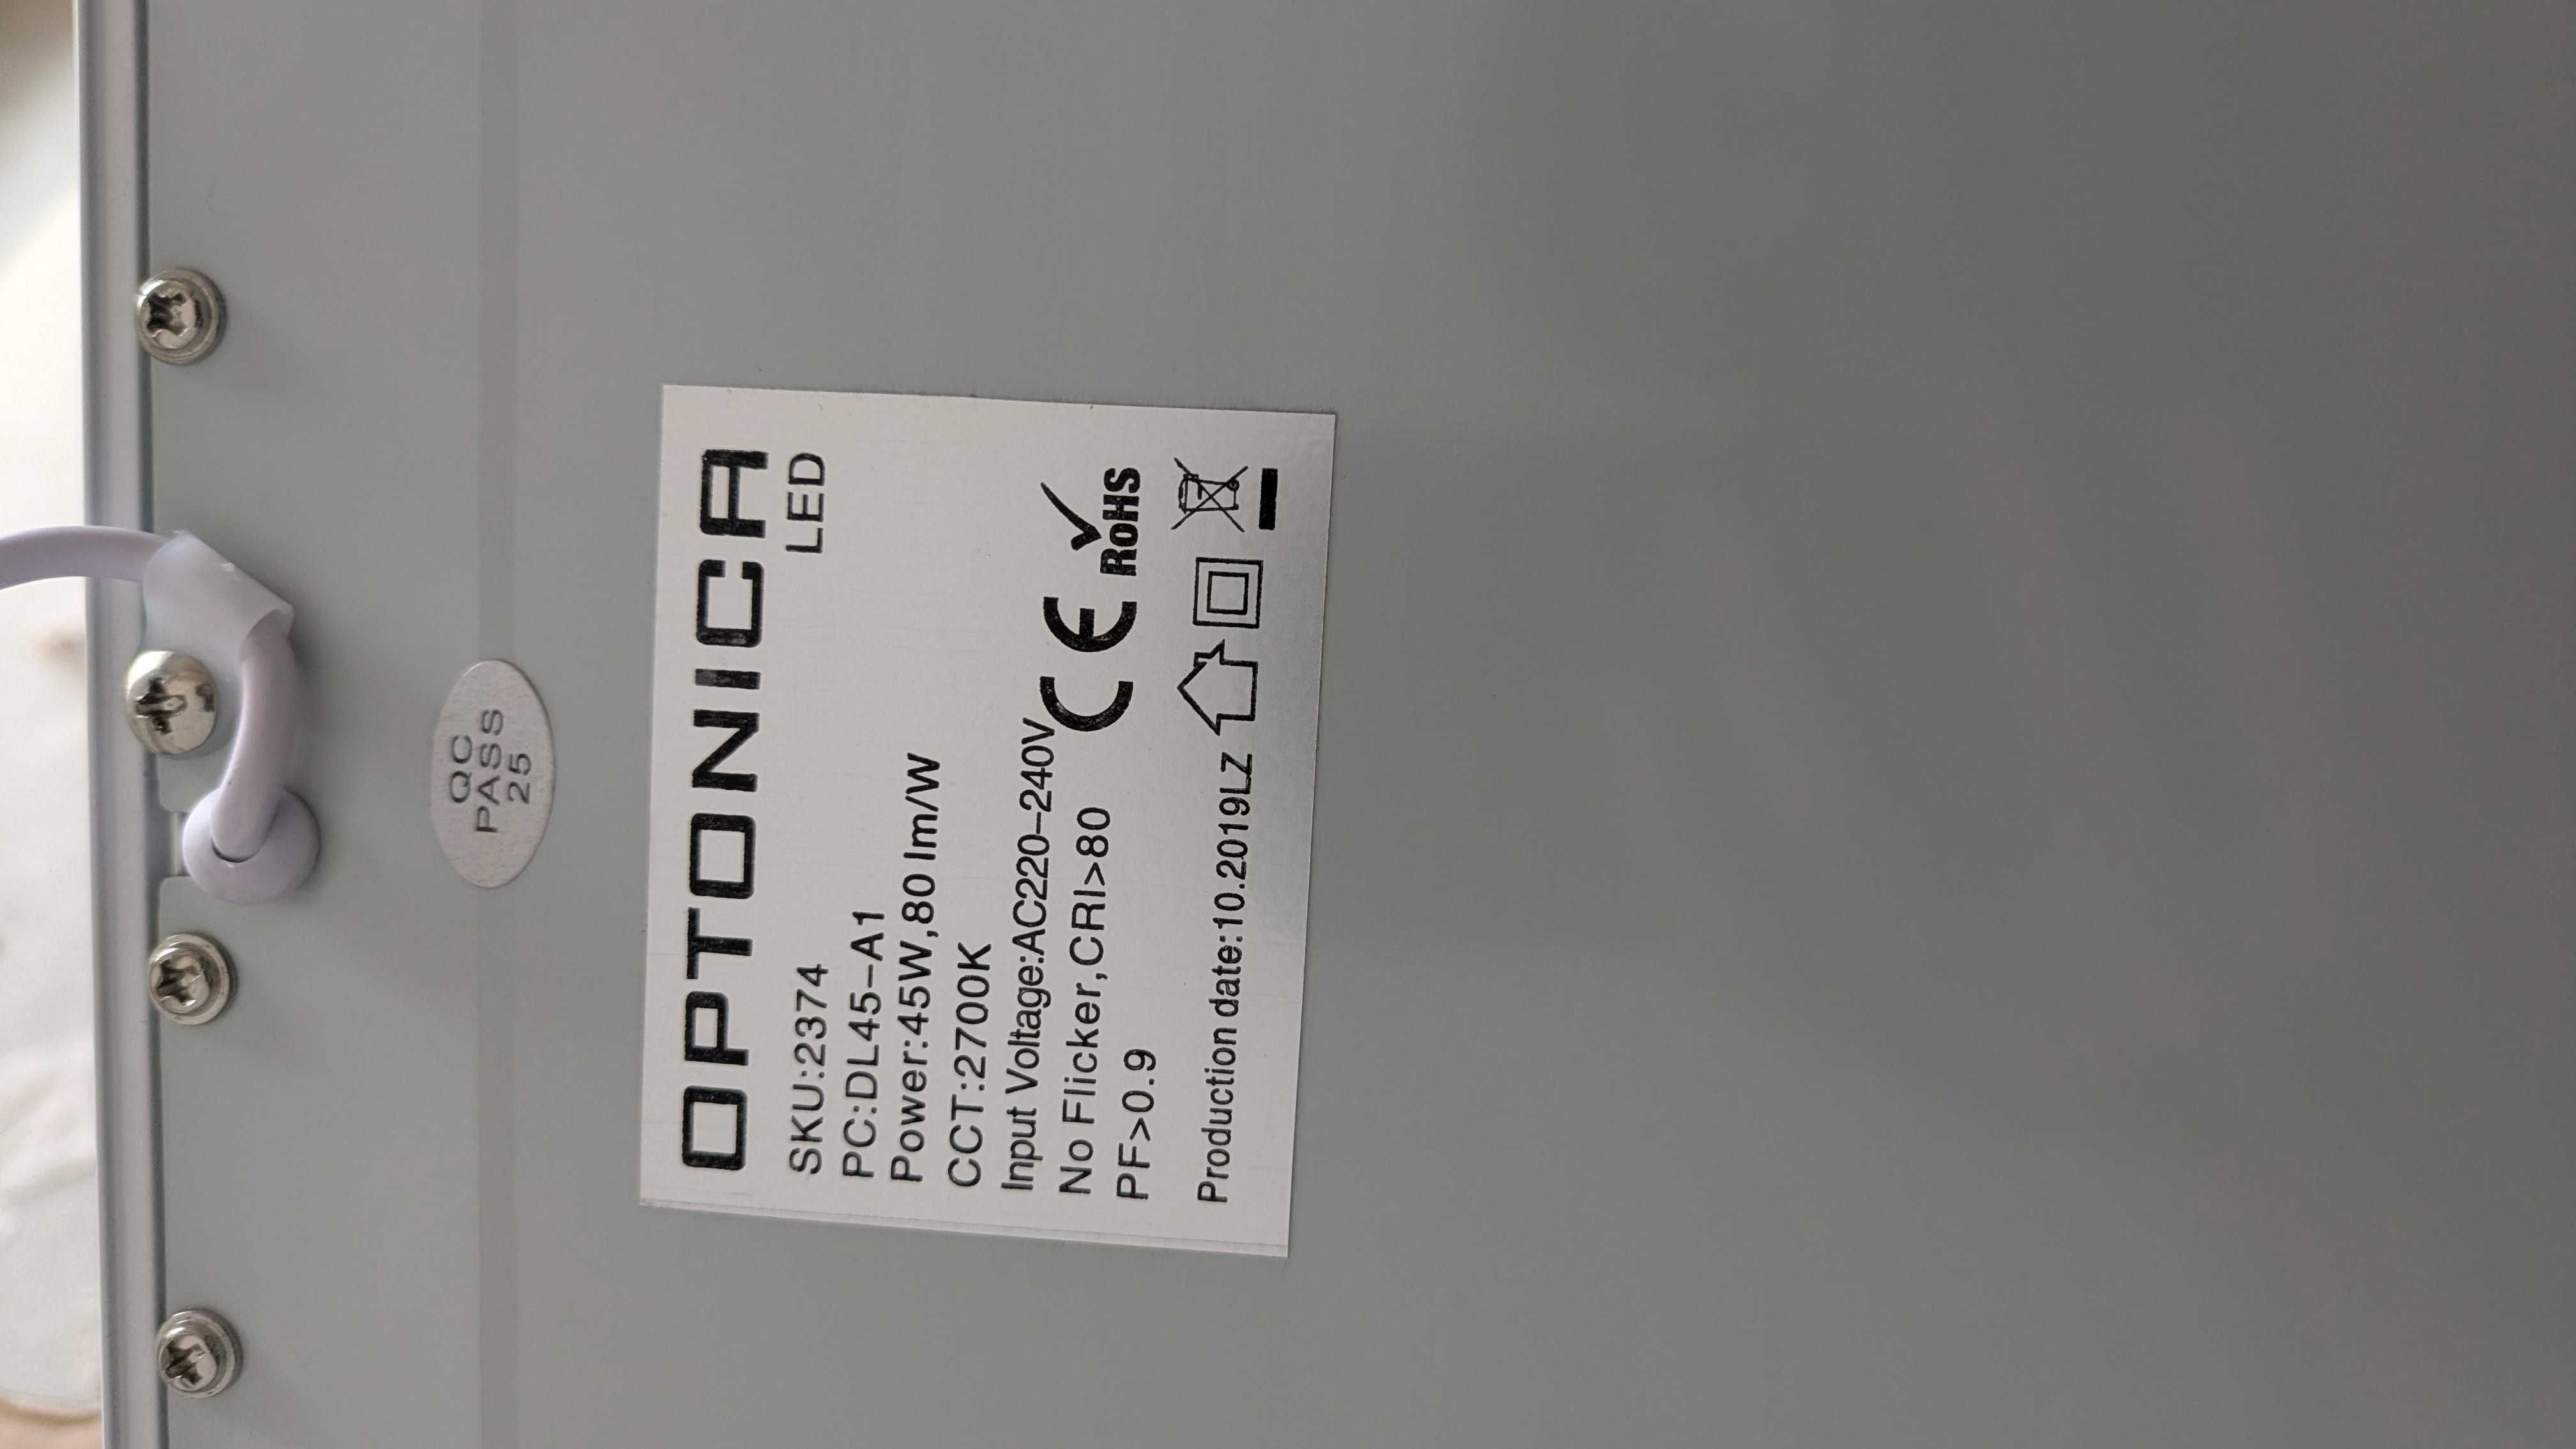 QC
PASS
25
OPTONICA
LED
SKU:2374
PC:DL45-A1
Power:45W,80 lm/W
CCT:2700K
Input Voltage:AC220-240V
No Flicker,CRI>80
PF>0.9
CE RoHS
Production date:10.2019LZ